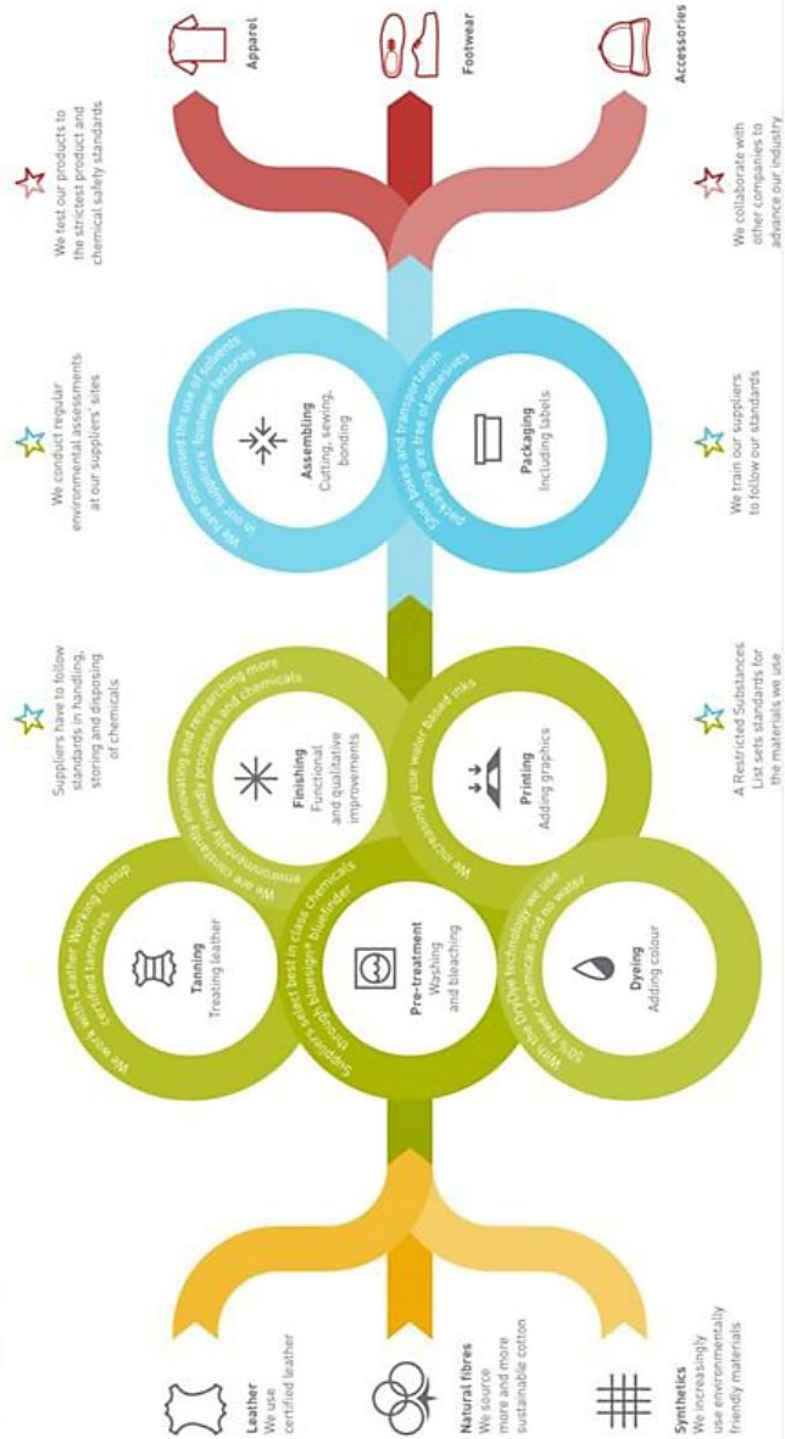 Leather
We use
certified leather
Natural fibres
We source
more and more
sustainable cotton
Synthetics
We increasingly
use environmentally
friendly materials
We work with Leather Working Group
certified tanneries
Tanning
Treating leather
Suppliers select best in class chemicals
through bluesign® bluefinder
Pre-treatment
Washing
and bleaching
With the DryDye technology we use
50% fewer chemicals and no water
Dyeing
Adding colour
We are constantly innovating and researching more
environmentally friendly processes and chemicals
Finishing
Functional
and qualitative
improvements
We increasingly use water based inks
Printing
Adding graphics
Suppliers have to follow
standards in handling,
storing and disposing
of chemicals
A Restricted Substances
List sets standards for
the materials we use
We have minimised the use of solvents
in our suppliers' footwear factories
Assembling
Cutting, sewing,
bonding
Shoe boxes and transportation
packaging are free of adhesives
Packaging
Including labels
We conduct regular
environmental assessments
at our suppliers' sites
We train our suppliers
to follow our standards
We test our products to
the strictest product and
chemical safety standards
We collaborate with
other companies to
advance our industry
Apparel
Footwear
Accessories